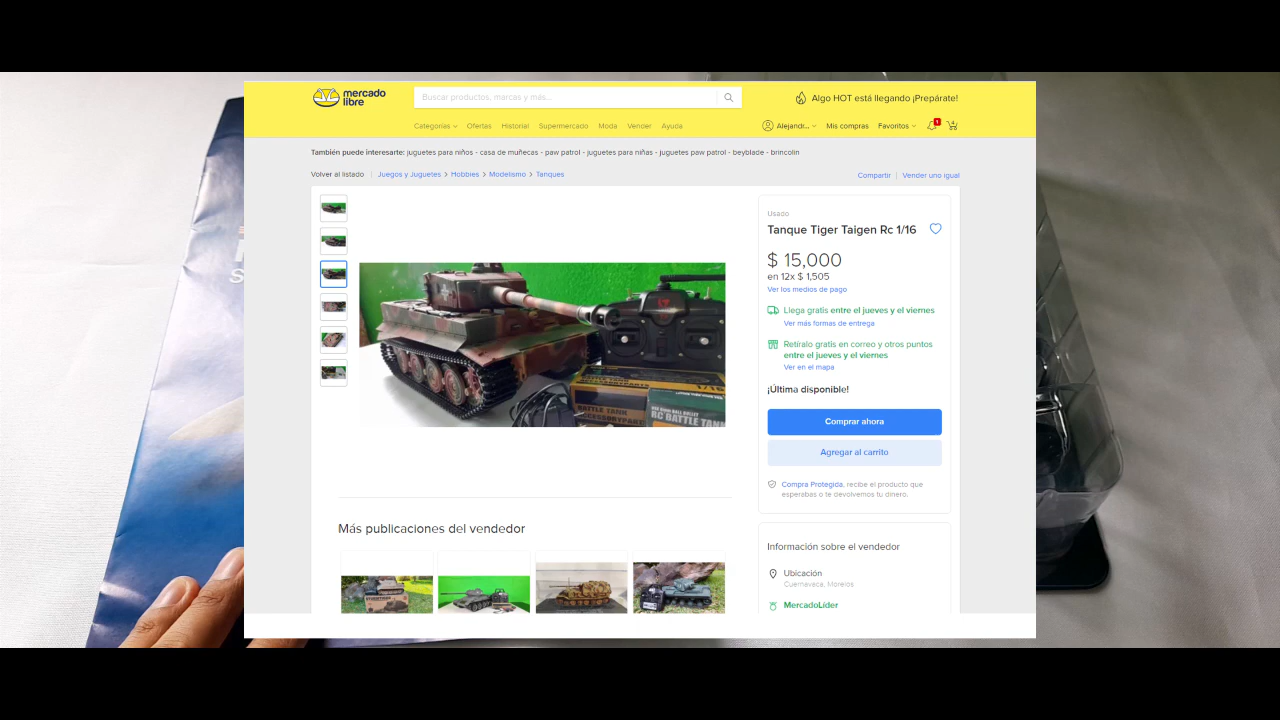 mercado
libre
Buscar productos, marcas y más...
Algo HOT está llegando ¡Prepárate!
Categorías Ofertas Historial Supermercado Moda Vender Ayuda
Alejandr... Mis compras Favoritos 1
También puede interesarte: juguetes para niños - casa de muñecas - paw patrol - juguetes para niñas - juguetes paw patrol - beyblade - brincolin
Volver al listado | Juegos y Juguetes > Hobbies > Modelismo > Tanques
Compartir | Vender uno igual
Usado
Tanque Tiger Taigen Rc 1/16
$ 15,000
en 12x $ 1,505
Ver los medios de pago
Llega gratis entre el jueves y el viernes
Ver más formas de entrega
Retíralo gratis en correo y otros puntos
entre el jueves y el viernes
Ver en el mapa
¡Última disponible!
Comprar ahora
Agregar al carrito
Compra Protegida, recibe el producto que
esperabas o te devolvemos tu dinero.
BATTLE TANK
RC BATTLE TANK
Más publicaciones del vendedor
Información sobre el vendedor
Ubicación
Cuernavaca, Morelos
MercadoLíder